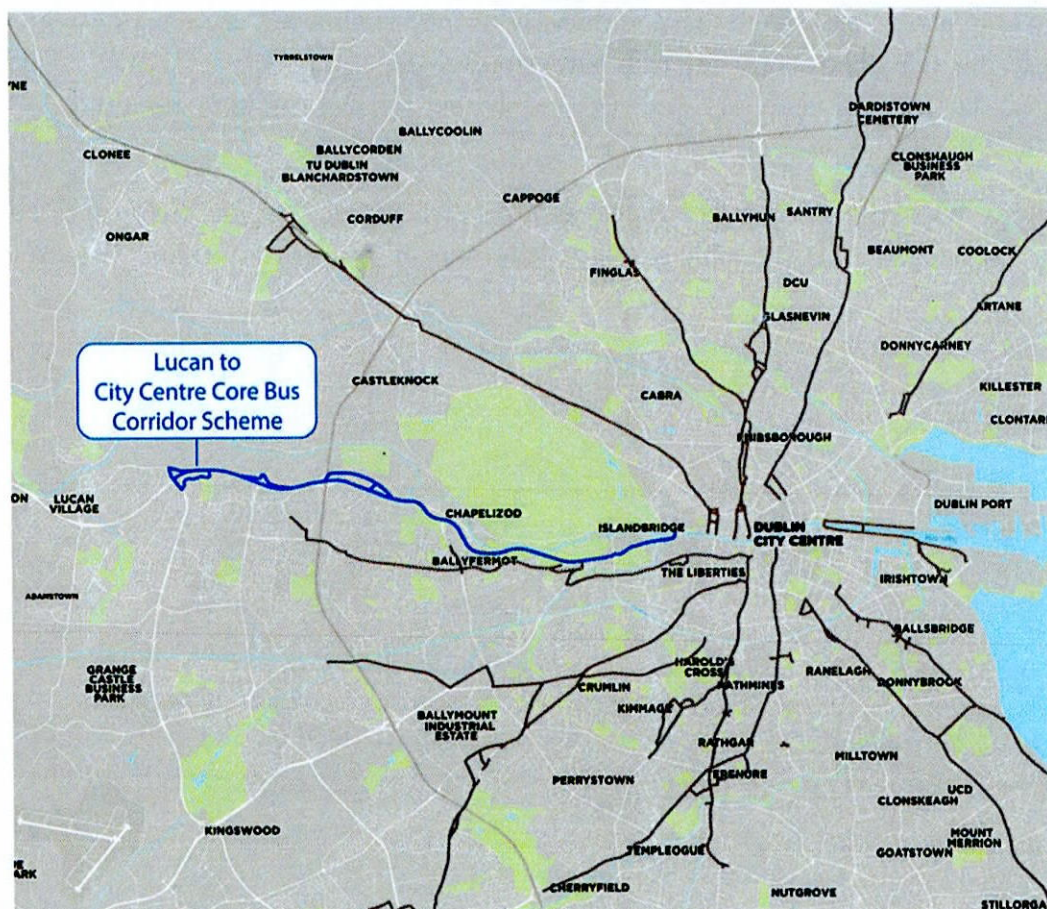 TYRRELSTOWN
YNE
DARDISTOWN
CEMETERY
BALLYCOOLIN
CLONEE
BALLYCORDEN
TU DUBLIN
BLANCHARDSTOWN
CLONSHAUGH
BUSINESS
PARK
CAPPOGE
CORDUFF
BALLYMUN
SANTRY
ONGAR
BEAUMONT
COOLOCK
FINGLAS
DCU
ARTANE
GLASNEVIN
DONNYCARNEY
Lucan to
City Centre Core Bus
Corridor Scheme
CASTLEKNOCK
CABRA
KILLESTER
CLONTAR
PHIBSBOROUGH
ON
LUCAN
VILLAGE
CHAPELIZOD
ISLANDBRIDGE
DUBLIN PORT
DUBLIN
CITY CENTRE
BALLYFERMOT
THE LIBERTIES
IRISHTOWN
ADAMSTOWN
BALLSBRIDGE
GRANGE
CASTLE
BUSINESS
PARK
HAROLD'S
CROSS
RANELAGH
CRUMLIN
RATHMINES
DONNYBROOK
KIMMAGE
BALLYMOUNT
INDUSTRIAL
ESTATE
RATHGAR
MILLTOWN
PERRYSTOWN
UCD
CLONSKEAGH
KINGSWOOD
MOUNT
MERRION
TEMPLEOGUE
GOATSTOWN
ARK
CHERRYFIELD
NUTGROVE
STILLORGA